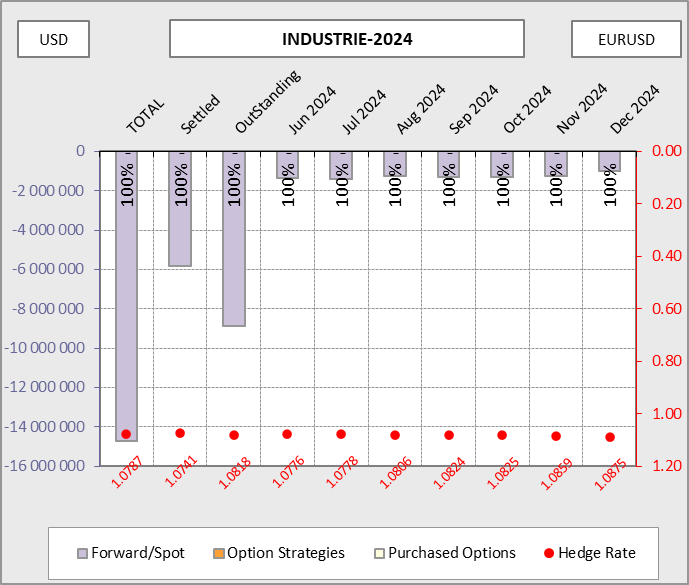 USD
INDUSTRIE-2024
EURUSD
TOTAL
Settled
OutStanding
Jun 2024
Jul 2024
Aug 2024
Sep 2024
Oct 2024
Nov 2024
Dec 2024
0
-2 000 000
-4 000 000
-6 000 000
-8 000 000
-10 000 000
-12 000 000
-14 000 000
-16 000 000
100% -
100% -
100% -
100% -
100% -
100% -
100% -
100% -
100% -
100%
0.00
0.20
0.40
0.60
0.80
1.00
1.20
1.0787
1.0741
1.0818
1.0776
1.0778
1.0806
1.0824
1.0825
1.0859
1.0875
Forward/Spot
Option Strategies
Purchased Options
Hedge Rate